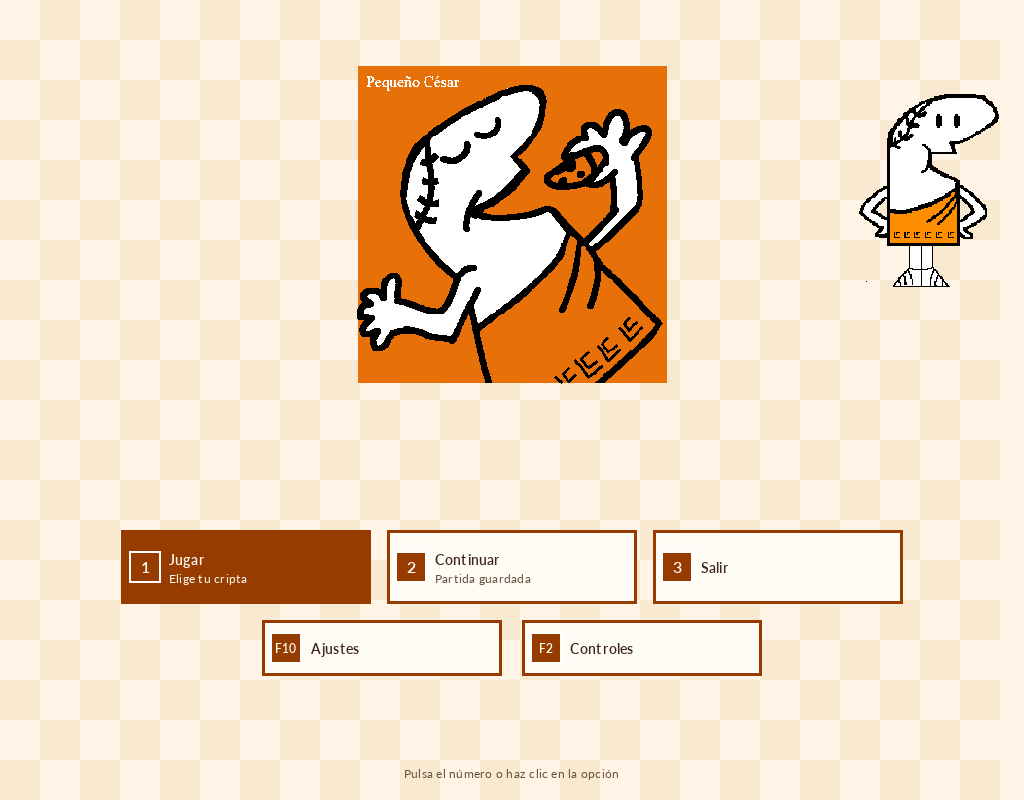 Pequeño César
1 Jugar
Elige tu cripta
2 Continuar
Partida guardada
3 Salir
F10 Ajustes
F2 Controles
Pulsa el número o haz clic en la opción